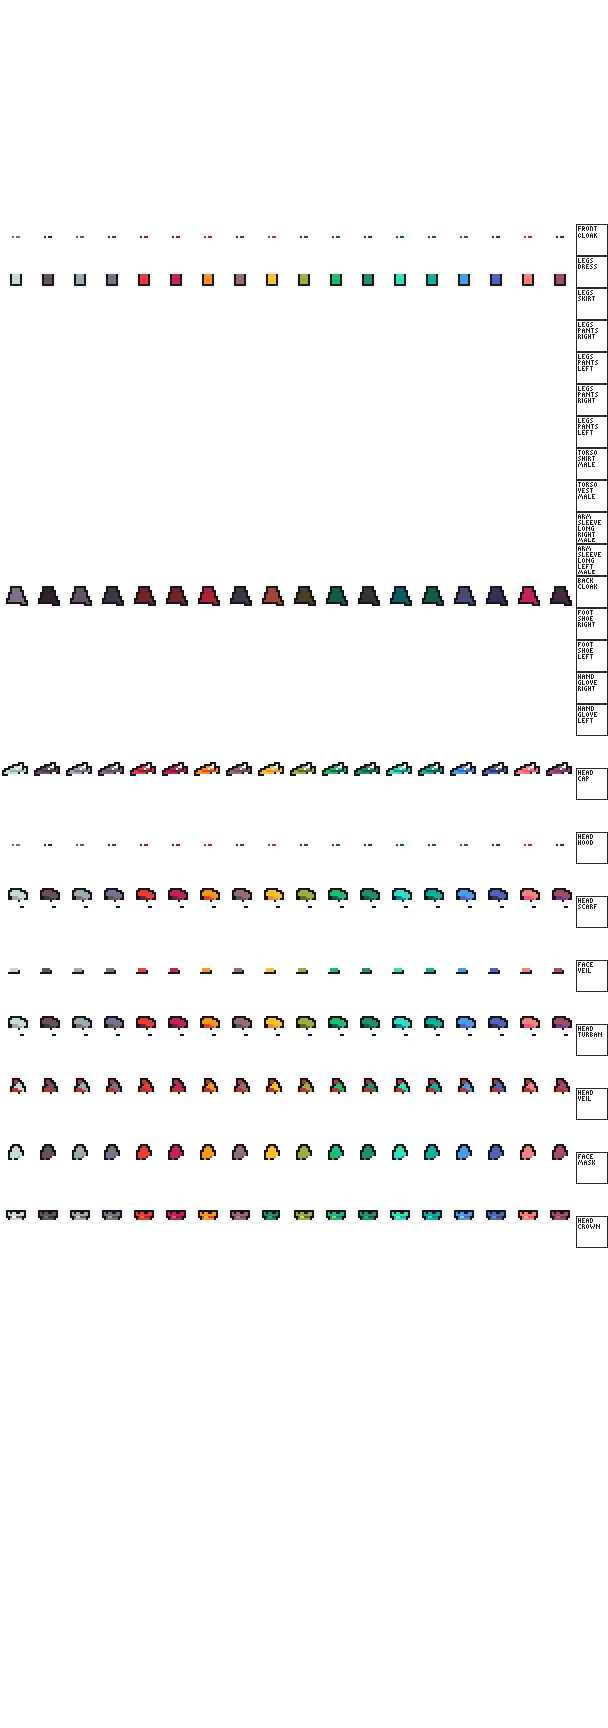 FRONT
CLOAK
LEGS
DRESS
LEGS
SKIRT
LEGS
PANTS
RIGHT
LEGS
PANTS
LEFT
LEGS
PANTS
RIGHT
LEGS
PANTS
LEFT
TORSO
SHIRT
MALE
TORSO
VEST
MALE
ARM
SLEEVE
LONG
RIGHT
MALE
ARM
SLEEVE
LONG
LEFT
MALE
BACK
CLOAK
FOOT
SHOE
RIGHT
FOOT
SHOE
LEFT
HAND
GLOVE
RIGHT
HAND
GLOVE
LEFT
HEAD
CAP
HEAD
HOOD
HEAD
SCARF
FACE
VEIL
HEAD
TURBAN
HEAD
VEIL
FACE
MASK
HEAD
CROWN